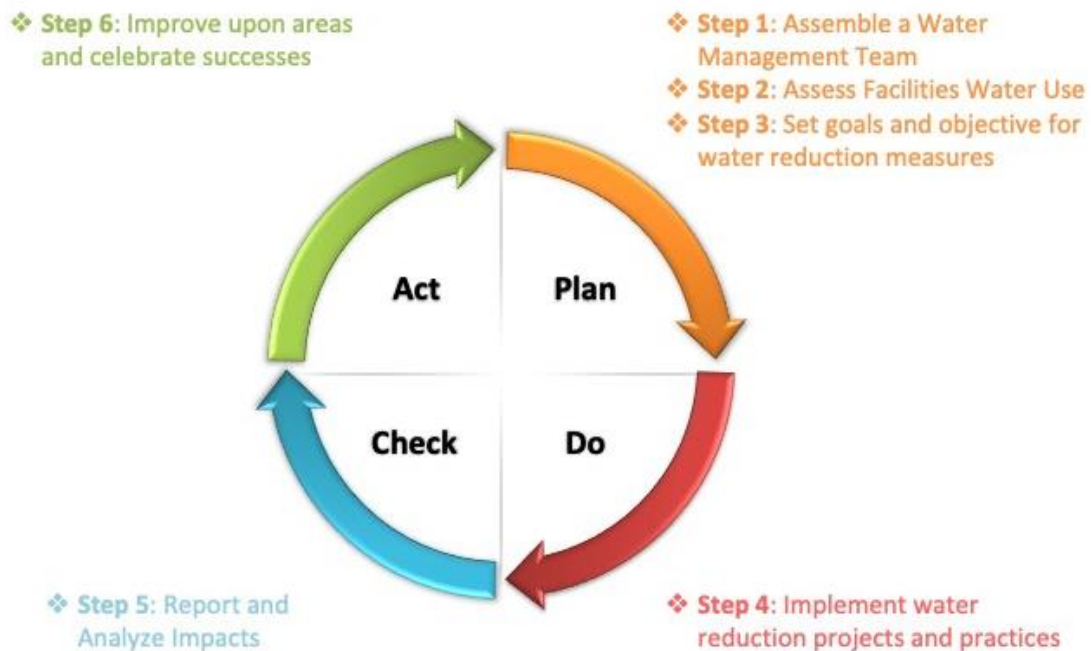 ❖ Step 6: Improve upon areas
and celebrate successes
❖ Step 1: Assemble a Water
Management Team
❖ Step 2: Assess Facilities Water Use
❖ Step 3: Set goals and objective for
water reduction measures
Act
Plan
Check
Do
❖ Step 5: Report and
Analyze Impacts
❖ Step 4: Implement water
reduction projects and practices